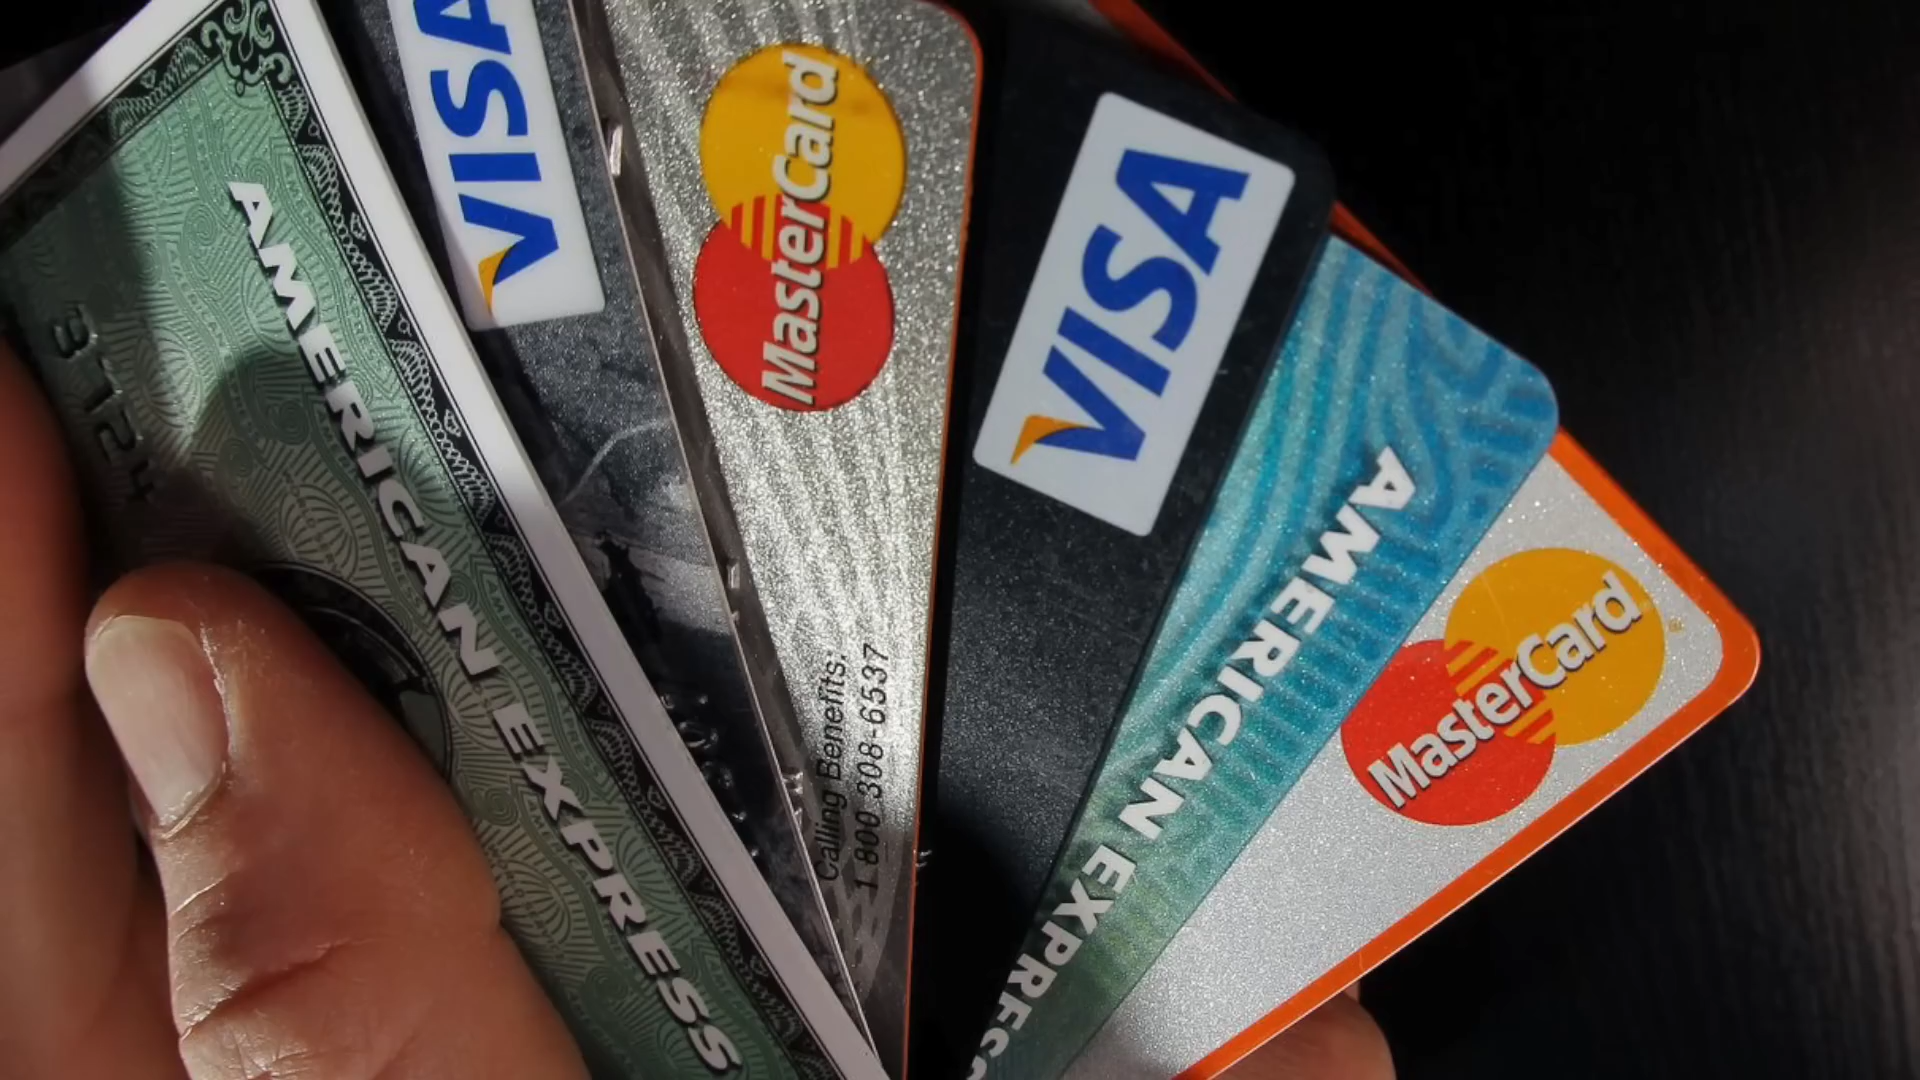 AMERICAN EXPRESS
3124
VISA
MasterCard
Calling Benefits:
1 800 308-6537
VISA
AMERICAN EXPRESS
MasterCard